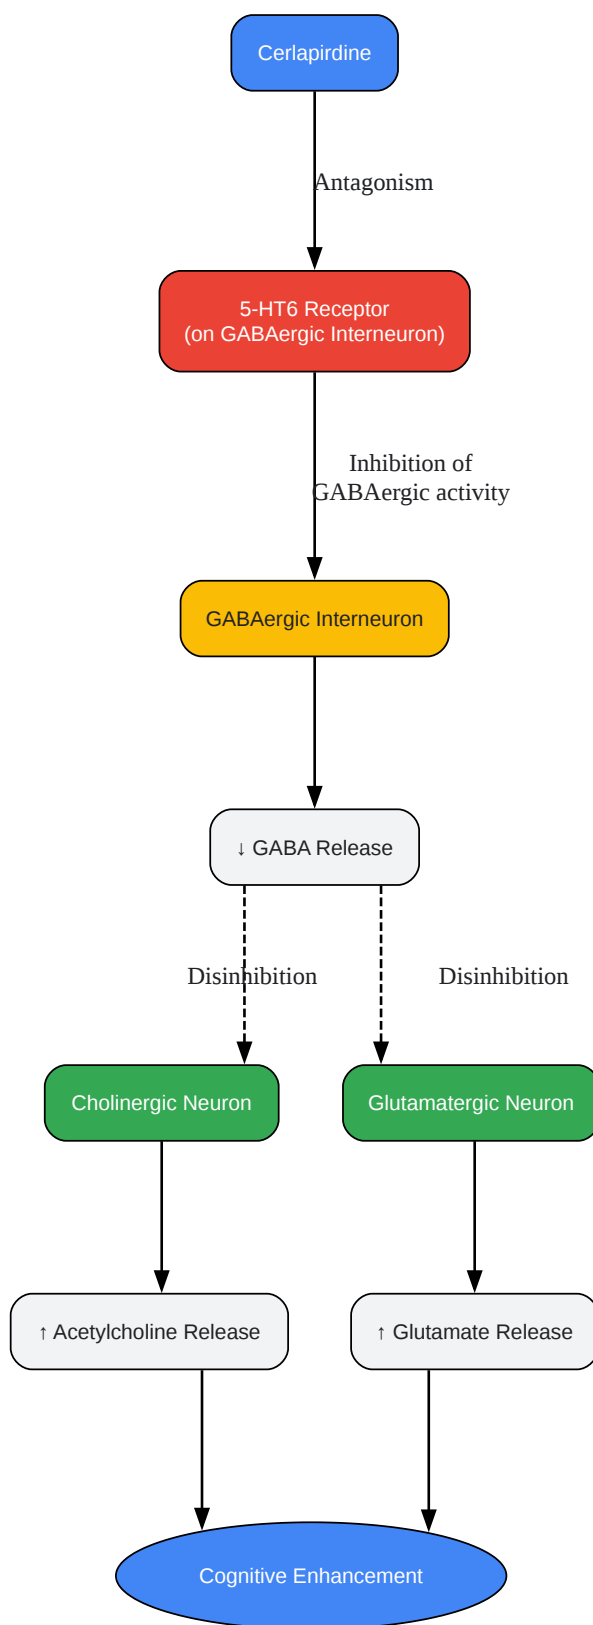 Cerlapirdine
Antagonism
5-HT6 Receptor
(on GABAergic Interneuron)
Inhibition of
GABAergic activity
GABAergic Interneuron
↓ GABA Release
Disinhibition
Disinhibition
Cholinergic Neuron
Glutamatergic Neuron
↑ Acetylcholine Release
↑ Glutamate Release
Cognitive Enhancement